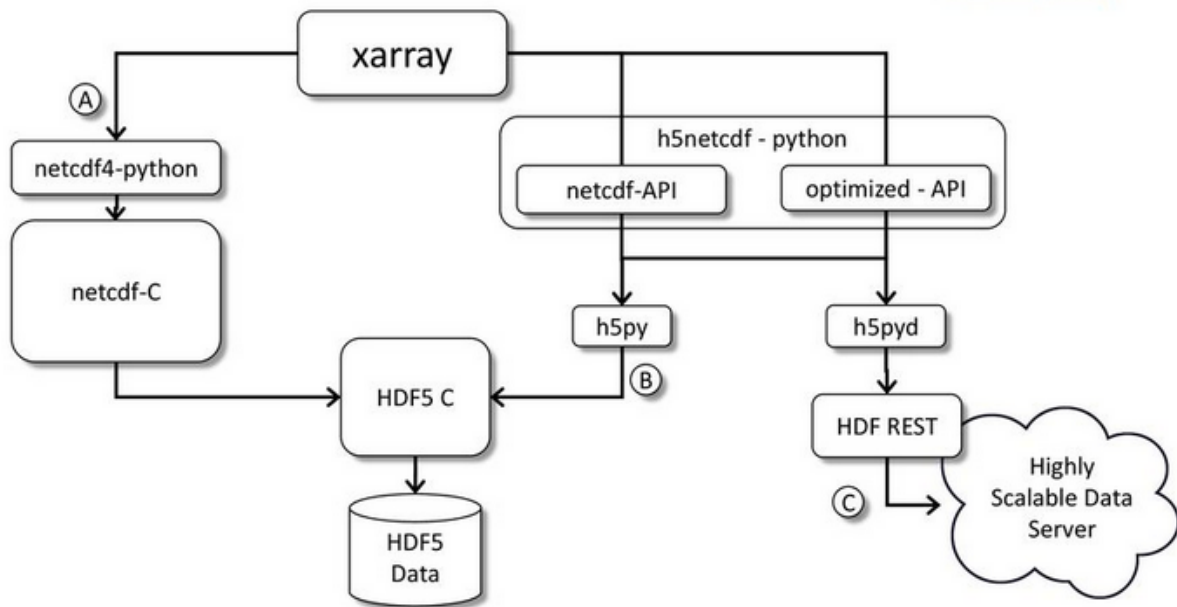 xarray
A
h5netcdf - python
netcdf4-python
netcdf-API
optimized - API
netcdf-C
h5py
h5pyd
B
HDF5 C
HDF REST
Highly
Scalable Data
Server
C
HDF5
Data